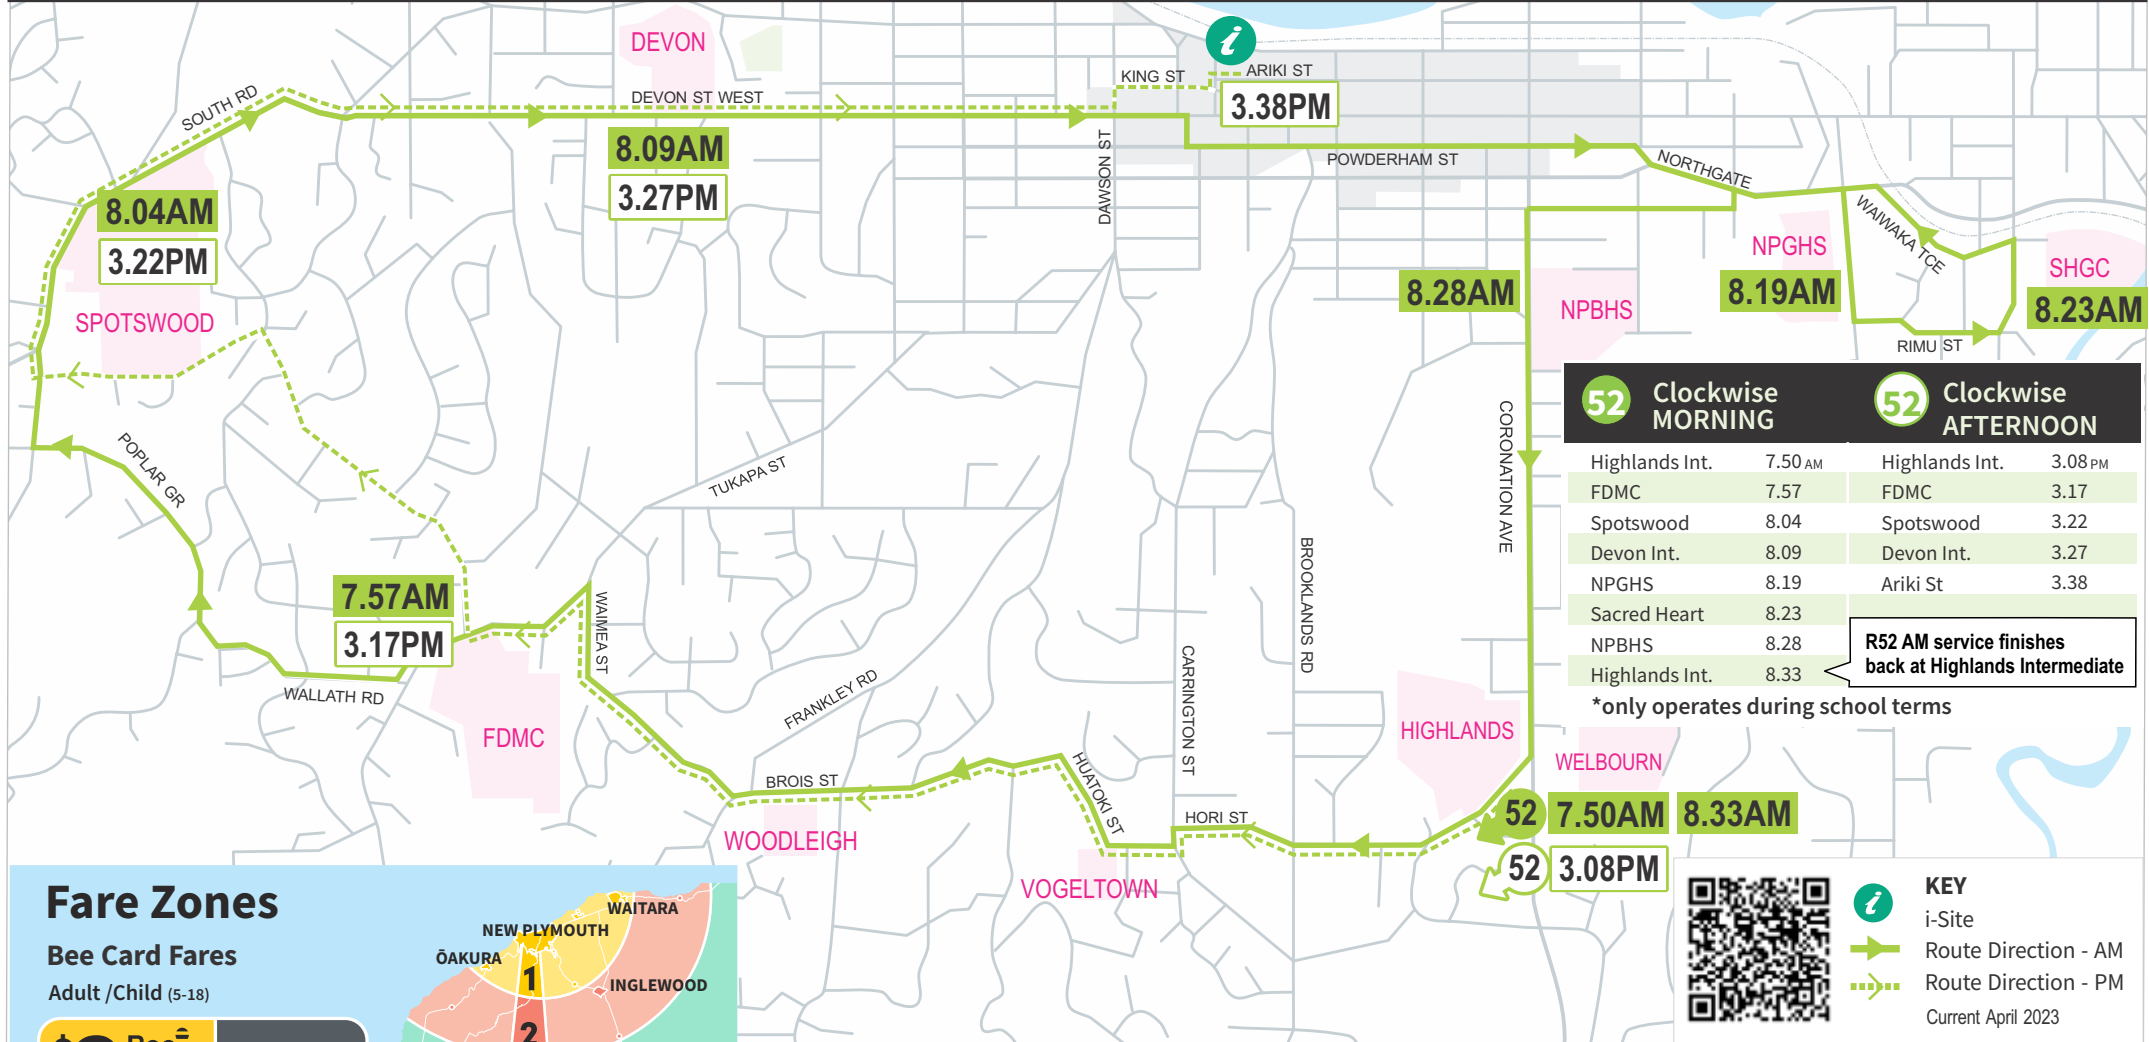 DEVON
KING ST
ARIKI ST
SOUTH RD
DEVON ST WEST
3.38PM
8.09AM
3.27PM
DAWSON ST
POWDERHAM ST
NORTHGATE
8.04AM
3.22PM
SPOTSWOOD
WAIWAKA TCE
NPGHS
8.19AM
SHGC
8.23AM
8.28AM
NPBHS
RIMU ST
52 Clockwise MORNING
52 Clockwise AFTERNOON
Highlands Int. 7.50 AM Highlands Int. 3.08 PM
FDMC 7.57 FDMC 3.17
Spotswood 8.04 Spotswood 3.22
Devon Int. 8.09 Devon Int. 3.27
NPGHS 8.19 Ariki St 3.38
Sacred Heart 8.23
NPBHS 8.28
Highlands Int. 8.33
R52 AM service finishes
back at Highlands Intermediate
*only operates during school terms
POPLAR GR
TUKAPA ST
CORONATION AVE
BROOKLANDS RD
7.57AM
3.17PM
WAIMEA ST
WALLATH RD
FDMC
FRANKLEY RD
CARRINGTON ST
HIGHLANDS
WELBOURN
BROIS ST
HUATOKI ST
HORI ST
WOODLEIGH
VOGELTOWN
52 7.50AM 8.33AM
52 3.08PM
Fare Zones
Bee Card Fares
Adult /Child (5-18)
WAITARA
NEW PLYMOUTH
ŌAKURA
1
INGLEWOOD
2
KEY
i-Site
Route Direction - AM
Route Direction - PM
Current April 2023